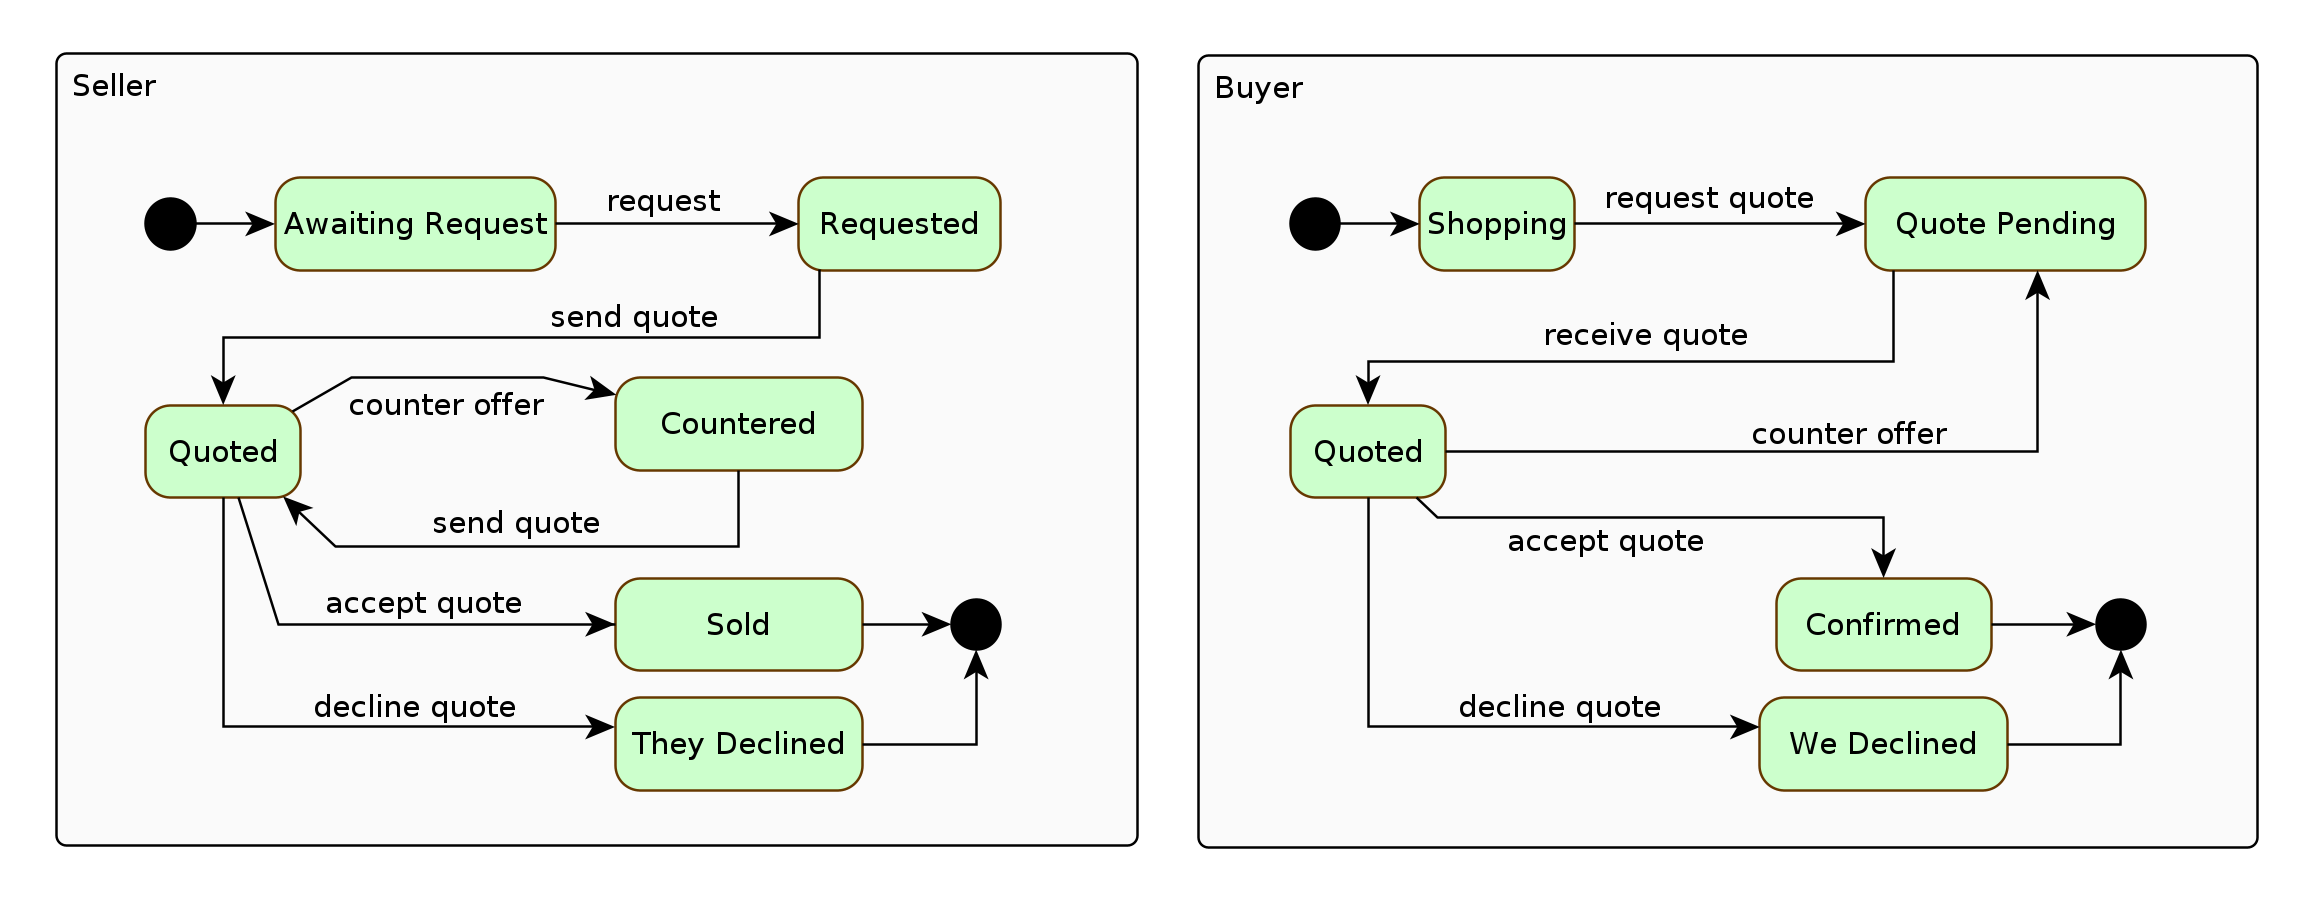 Seller
Awaiting Request
request
Requested
send quote
Quoted
counter offer
Countered
send quote
accept quote
Sold
decline quote
They Declined
Buyer
Shopping
request quote
Quote Pending
receive quote
Quoted
counter offer
accept quote
Confirmed
decline quote
We Declined